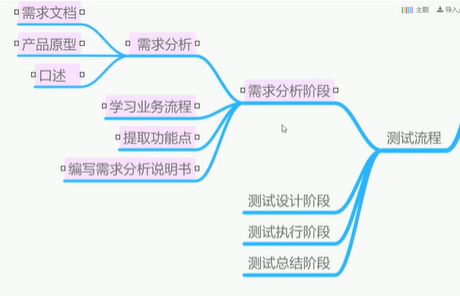 主题 导入
需求文档
产品原型
口述
需求分析
学习业务流程
提取功能点
编写需求分析说明书
需求分析阶段
测试流程
测试设计阶段
测试执行阶段
测试总结阶段